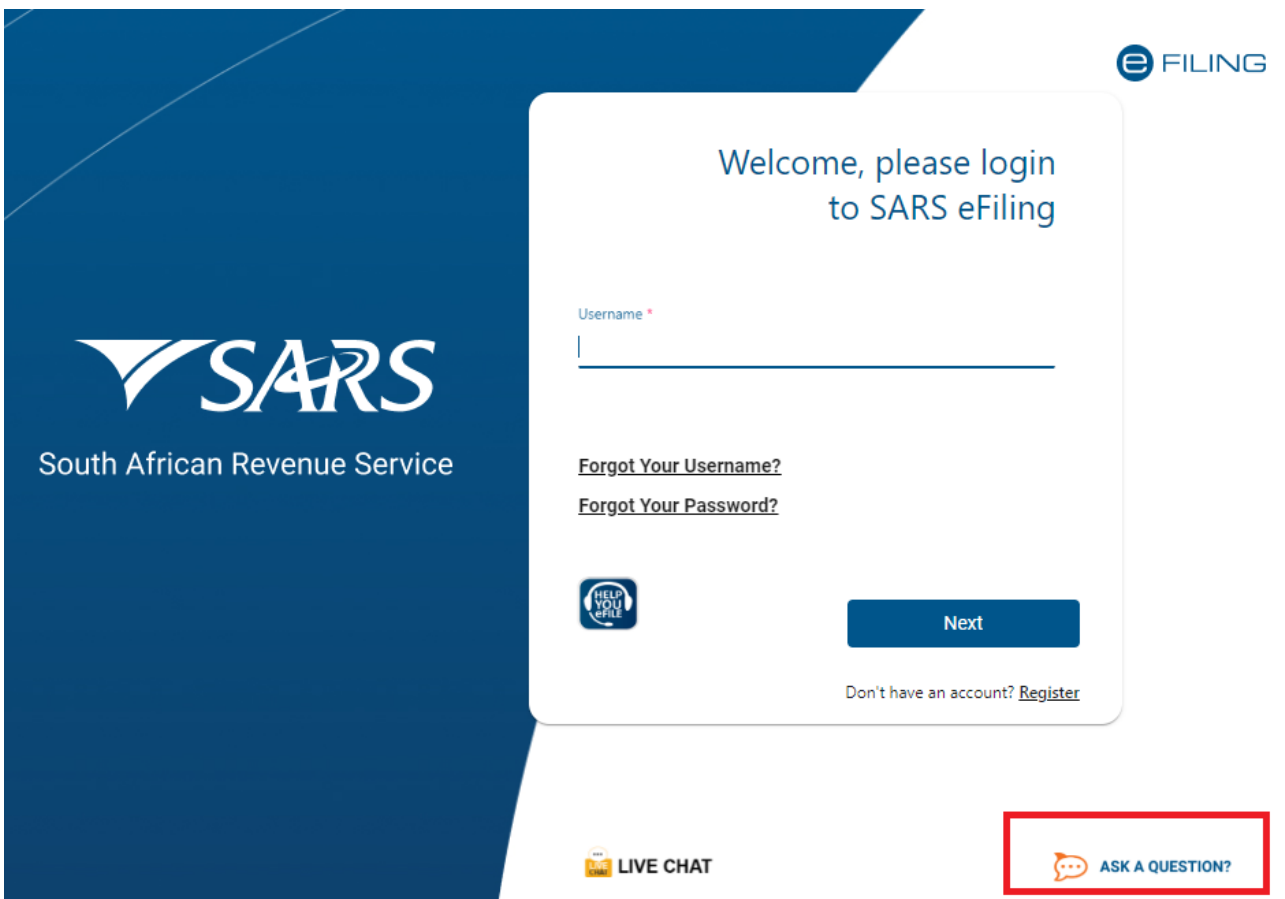 e FILING
Welcome, please login
to SARS eFiling
Username *
SARS
South African Revenue Service
Forgot Your Username?
Forgot Your Password?
HELP
YOU
eFILE
Next
Don't have an account? Register
LIVE
CHAT
LIVE CHAT
ASK A QUESTION?